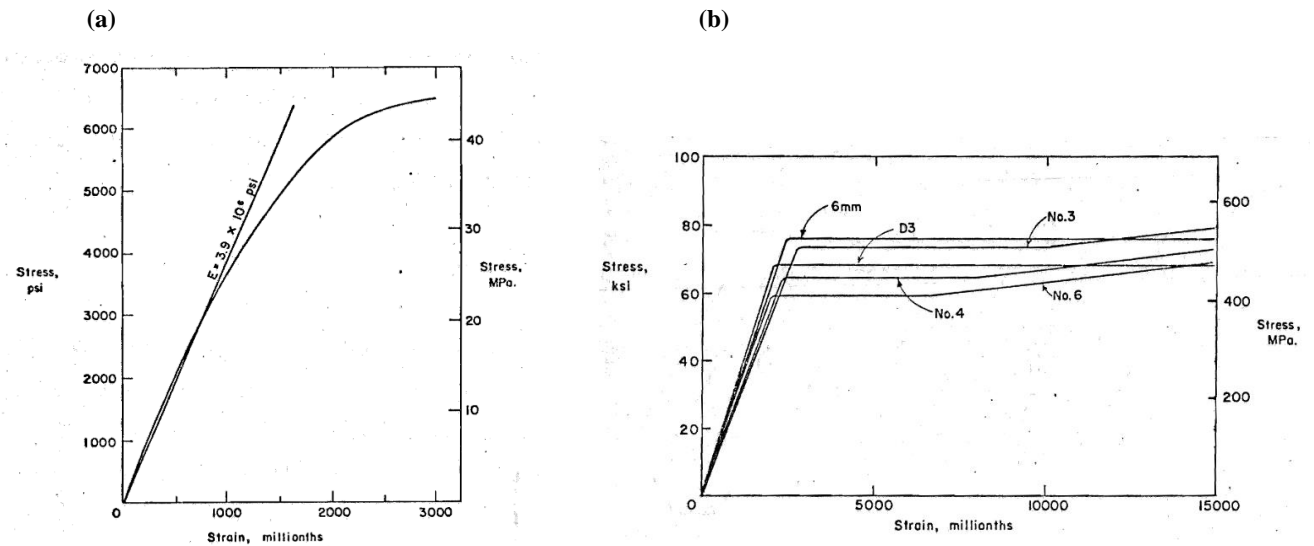 (a)
7000
6000
5000
4000
3000
2000
1000
0
Stress,
psi
E = 3.9 × 10⁶ psi
40
30
20
10
Stress,
MPa.
0
1000
2000
3000
Strain, millionths
(b)
100
80
60
40
20
0
Stress,
ksi
6mm
D3
No.3
No.4
No.6
600
400
200
Stress,
MPa.
0
5000
10000
15000
Strain, millionths